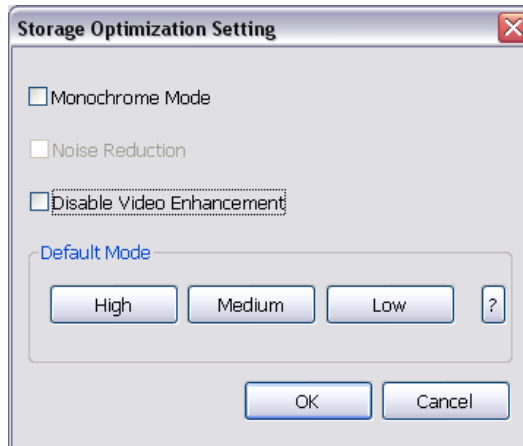 Storage Optimization Setting
Monochrome Mode
Noise Reduction
Disable Video Enhancement
Default Mode
High Medium Low ?
OK Cancel